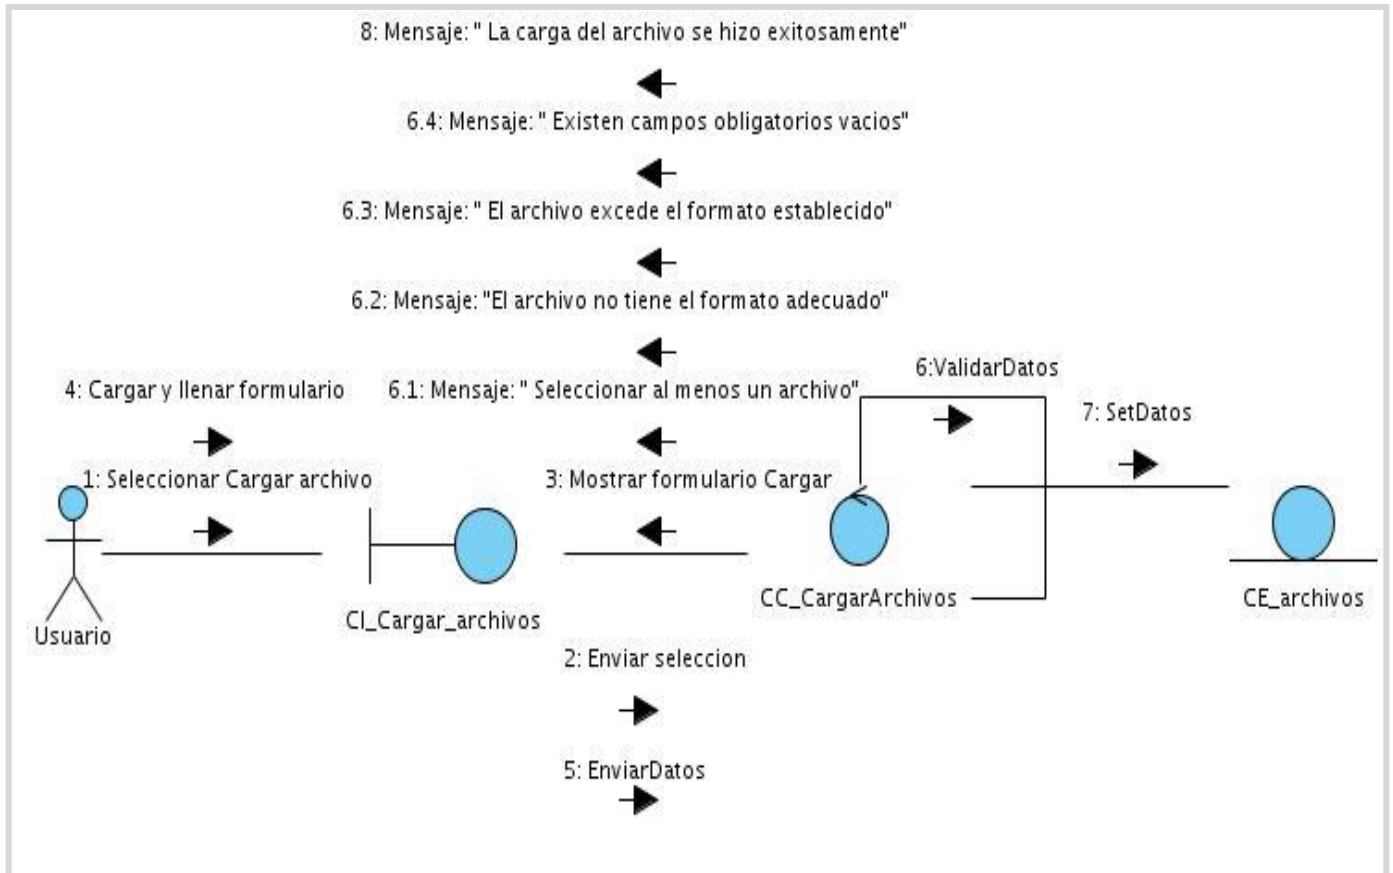 8: Mensaje: " La carga del archivo se hizo exitosamente"
6.4: Mensaje: " Existen campos obligatorios vacios"
6.3: Mensaje: " El archivo excede el formato establecido"
6.2: Mensaje: "El archivo no tiene el formato adecuado"
6:ValidarDatos
4: Cargar y llenar formulario
6.1: Mensaje: " Seleccionar al menos un archivo"
7: SetDatos
1: Seleccionar Cargar archivo
3: Mostrar formulario Cargar
CC_CargarArchivos
CE_archivos
CI_Cargar_archivos
Usuario
2: Enviar seleccion
5: EnviarDatos